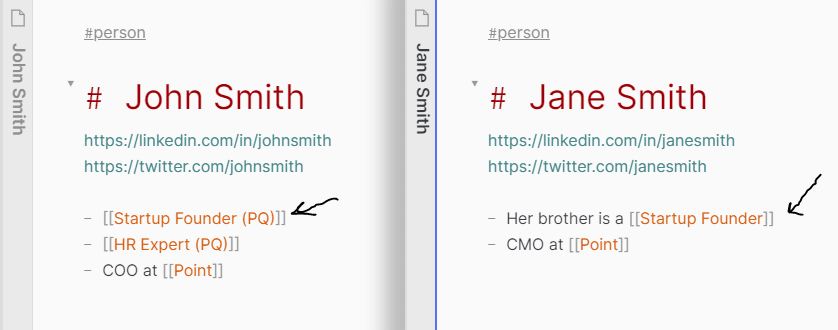 John Smith
#person
# John Smith
https://linkedin.com/in/johnsmith
https://twitter.com/johnsmith
- [[Startup Founder (PQ)]]
- [[HR Expert (PQ)]]
- COO at [[Point]]
Jane Smith
#person
# Jane Smith
https://linkedin.com/in/janesmith
https://twitter.com/janesmith
- Her brother is a [[Startup Founder]]
- CMO at [[Point]]